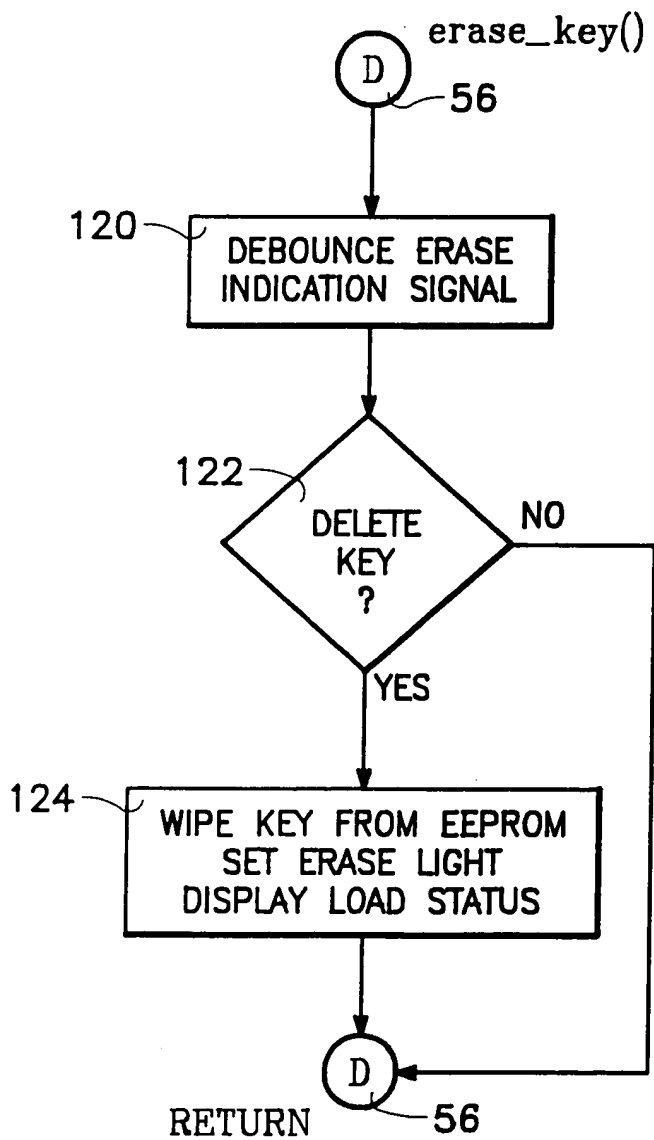 erase_key()
D
56
120
DEBOUNCE ERASE
INDICATION SIGNAL
122
DELETE
KEY
?
NO
YES
124
WIPE KEY FROM EEPROM
SET ERASE LIGHT
DISPLAY LOAD STATUS
D
RETURN
56